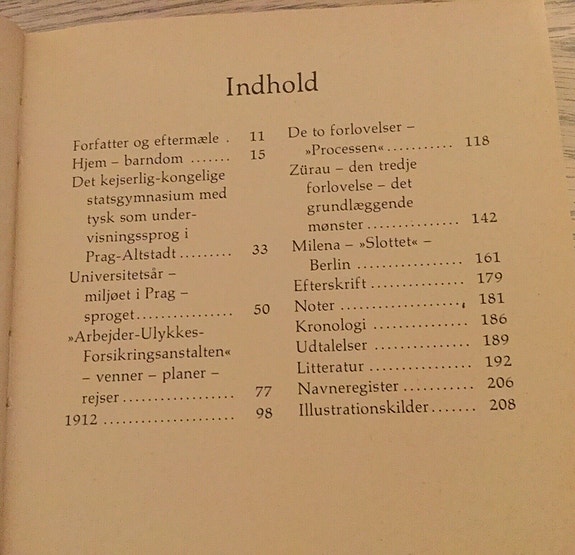 Indhold
Forfatter og eftermæle . 11
Hjem – barndom ....... 15
Det kejserlig-kongelige
statsgymnasium med
tysk som under-
visningssprog i
Prag-Altstadt......... 33
Universitetsår –
miljøet i Prag –
sproget................ 50
»Arbejder-Ulykkes-
Forsikringsanstalten«
– venner – planer –
rejser.................. 77
1912 ..................... 98
De to forlovelser –
»Processen«........... 118
Zürau – den tredje
forlovelse – det
grundlæggende
mønster............... 142
Milena – »Slottet« –
Berlin ................. 161
Efterskrift.............. 179
Noter ................... 181
Kronologi ............... 186
Udtalelser .............. 189
Litteratur ............... 192
Navneregister........... 206
Illustrationskilder....... 208